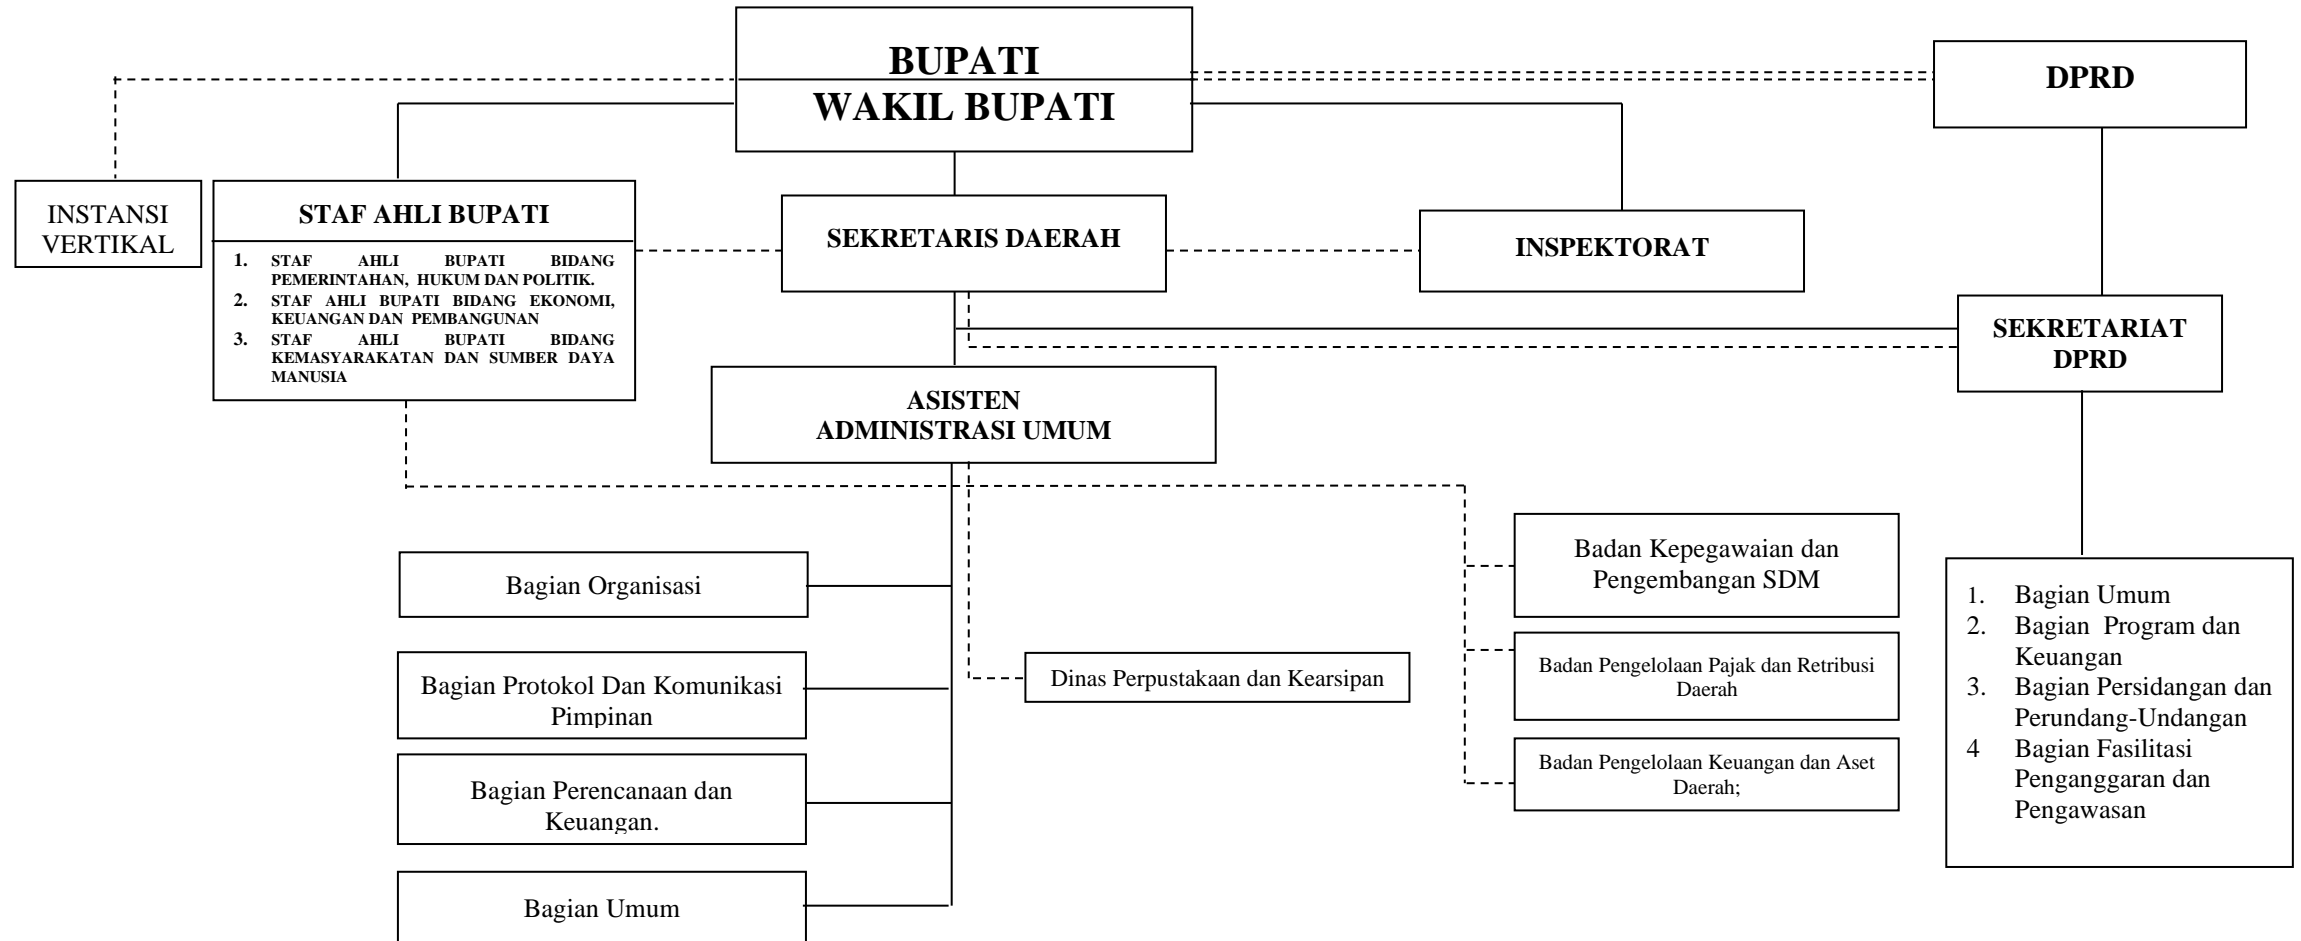 BUPATI
WAKIL BUPATI
DPRD
INSTANSI
VERTIKAL
STAF AHLI BUPATI
1. STAF AHLI BUPATI BIDANG
PEMERINTAHAN, HUKUM DAN POLITIK.
2. STAF AHLI BUPATI BIDANG EKONOMI,
KEUANGAN DAN PEMBANGUNAN
3. STAF AHLI BUPATI BIDANG
KEMASYARAKATAN DAN SUMBER DAYA
MANUSIA
SEKRETARIS DAERAH
INSPEKTORAT
SEKRETARIAT
DPRD
ASISTEN
ADMINISTRASI UMUM
Bagian Organisasi
Bagian Protokol Dan Komunikasi
Pimpinan
Bagian Perencanaan dan
Keuangan.
Bagian Umum
Dinas Perpustakaan dan Kearsipan
Badan Kepegawaian dan
Pengembangan SDM
Badan Pengelolaan Pajak dan Retribusi
Daerah
Badan Pengelolaan Keuangan dan Aset
Daerah;
1. Bagian Umum
2. Bagian Program dan
Keuangan
3. Bagian Persidangan dan
Perundang-Undangan
4 Bagian Fasilitasi
Penganggaran dan
Pengawasan